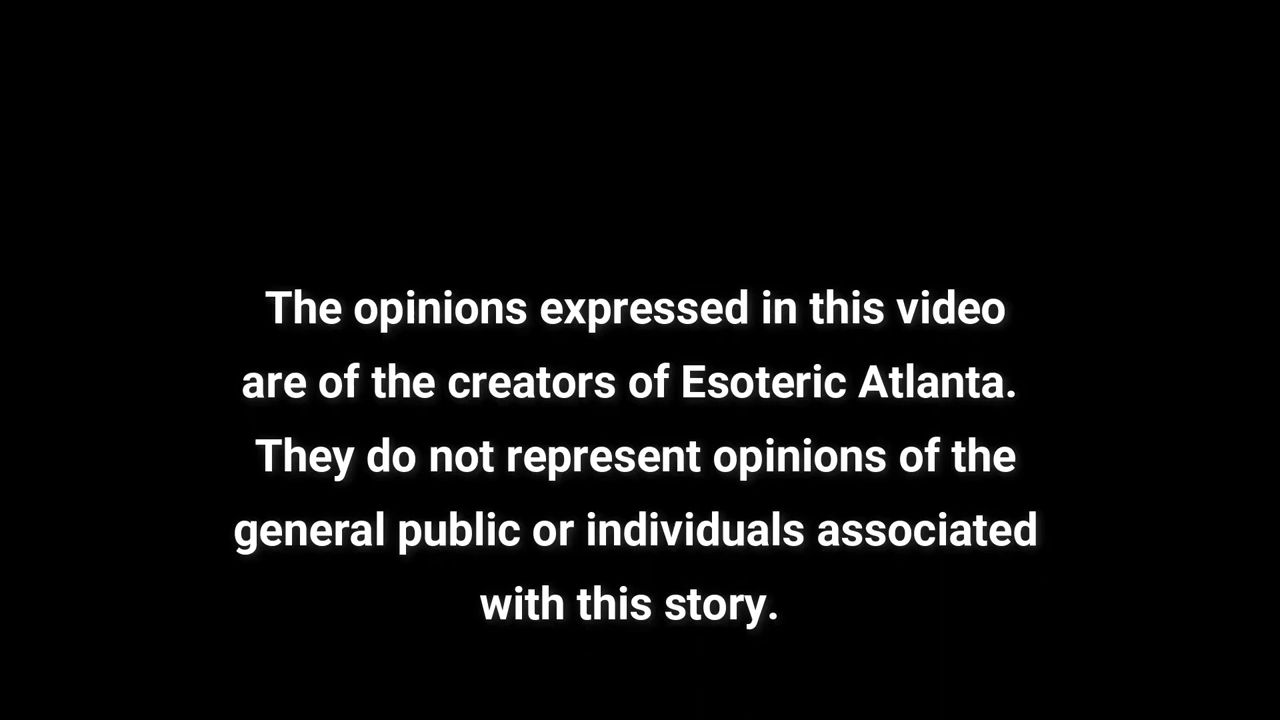 The opinions expressed in this video
are of the creators of Esoteric Atlanta.
They do not represent opinions of the
general public or individuals associated
with this story.